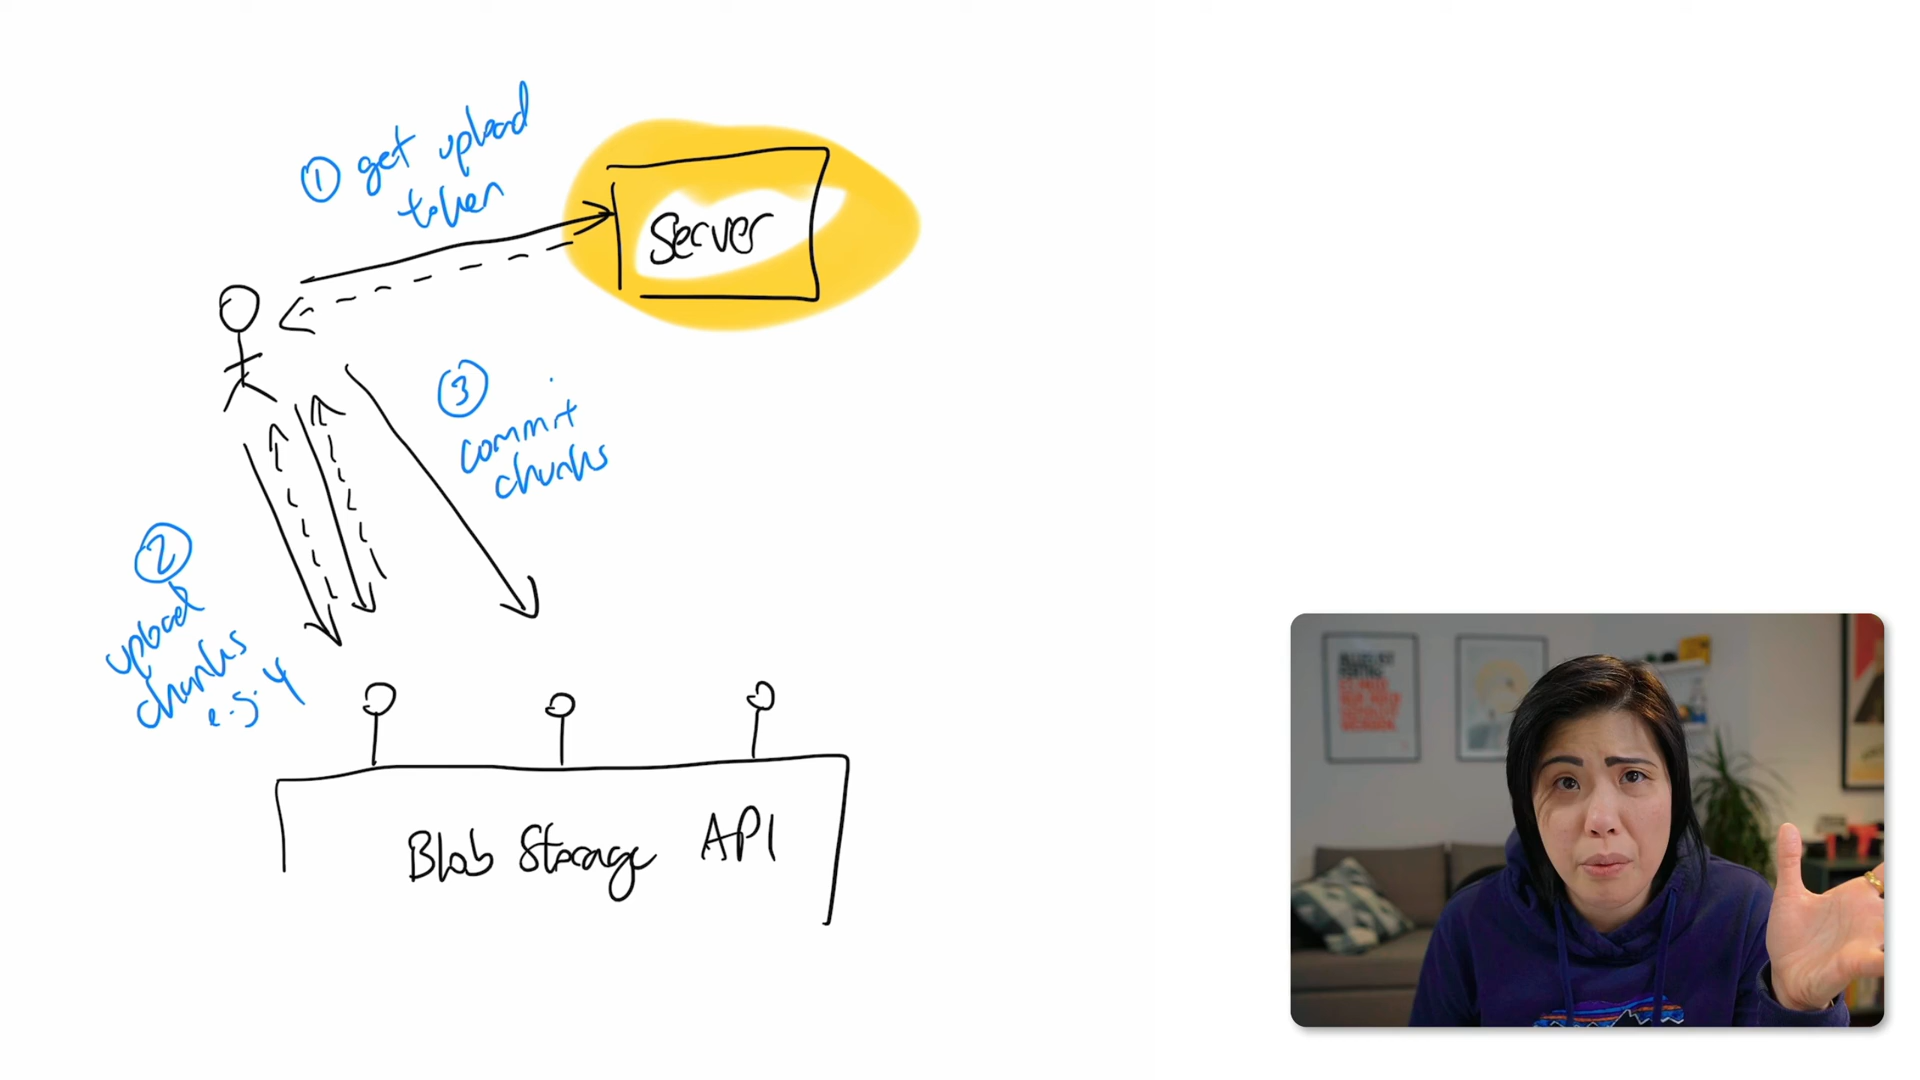 ① get upload
token
Server
③
commit
chunks
②
upload
chunks
e.g. 4
Blob Storage API